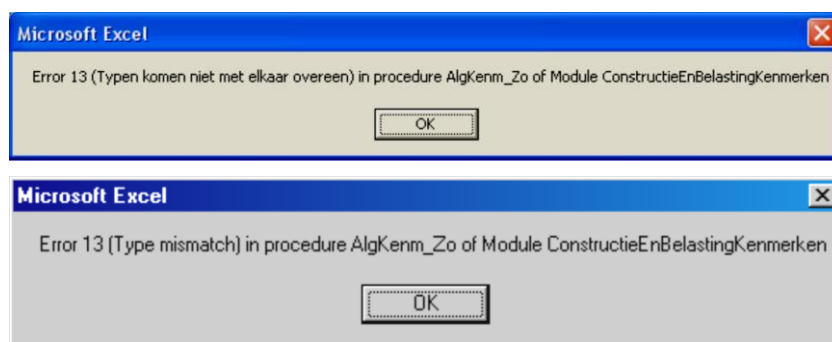 Microsoft Excel
Error 13 (Typen komen niet met elkaar overeen) in procedure AlgKenm_Zo of Module ConstructieEnBelastingKenmerken
OK
Microsoft Excel
Error 13 (Type mismatch) in procedure AlgKenm_Zo of Module ConstructieEnBelastingKenmerken
OK